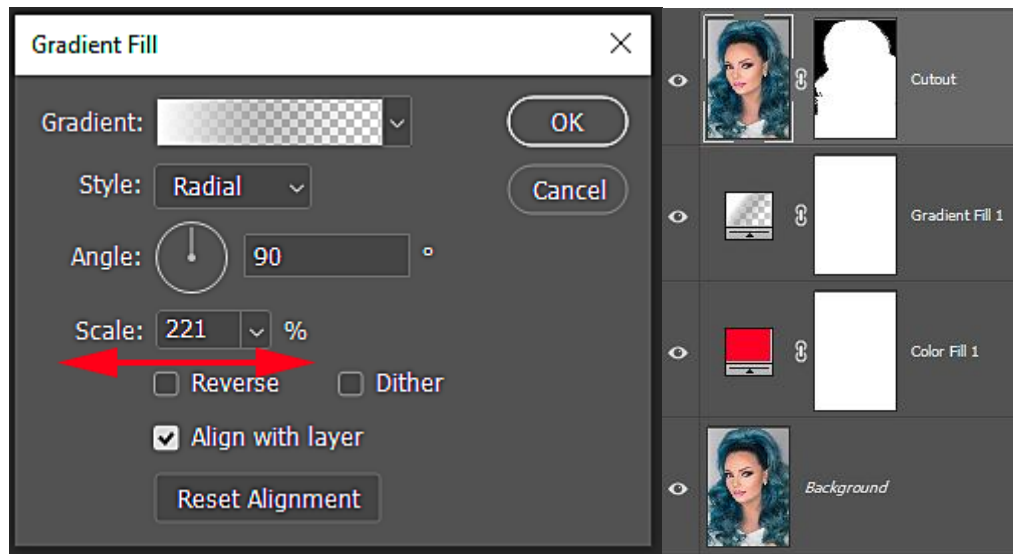 Gradient Fill
Gradient:
OK
Style: Radial
Cancel
Angle: 90 °
Scale: 221 %
Reverse Dither
Align with layer
Reset Alignment
Cutout
Gradient Fill 1
Color Fill 1
Background